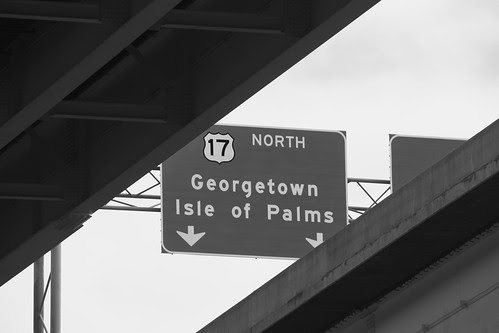 17 NORTH
Georgetown
Isle of Palms